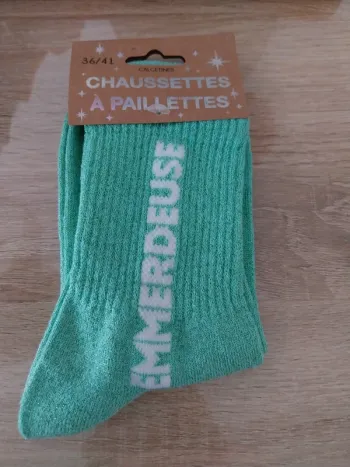 36/41
CHAUSSETTES
À PAILLETTES
EMMERDEUSE